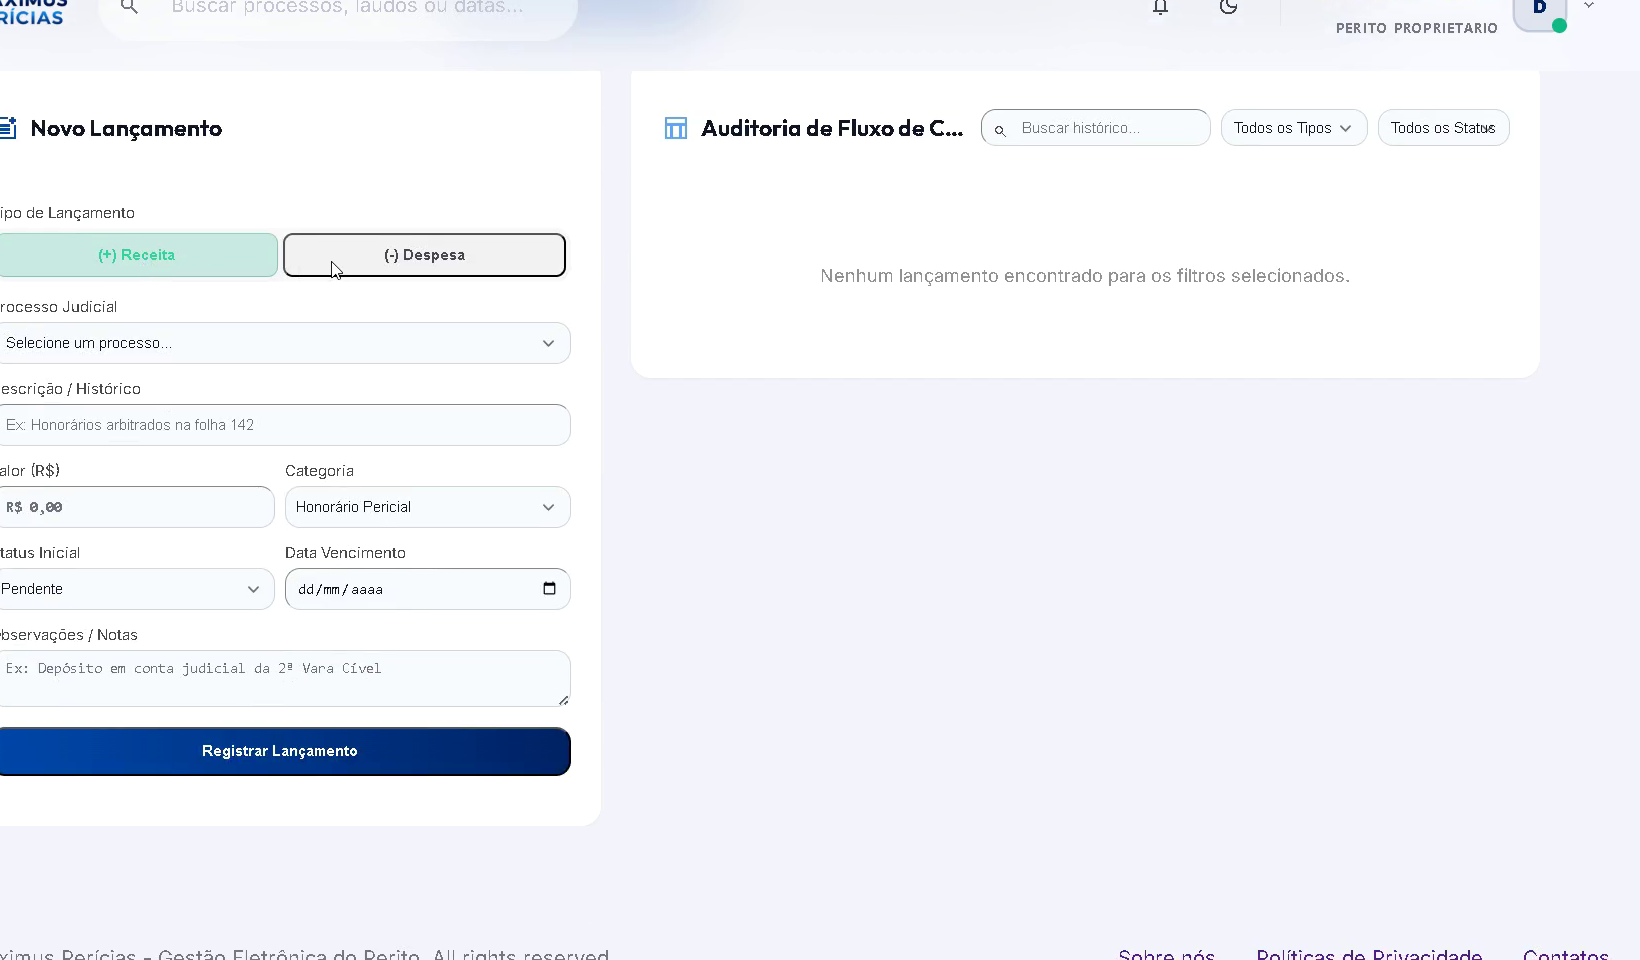 XIMUS
RÍCIAS
Buscar processos, laudos ou datas...
D
PERITO PROPRIETARIO
Novo Lançamento
ipo de Lançamento
(+) Receita
(-) Despesa
rocesso Judicial
Selecione um processo...
escrição / Histórico
Ex: Honorários arbitrados na folha 142
alor (R$)
Categoria
R$ 0,00
Honorário Pericial
tatus Inicial
Data Vencimento
Pendente
dd/mm/aaaa
bservações / Notas
Ex: Depósito em conta judicial da 2ª Vara Cível
Registrar Lançamento
Auditoria de Fluxo de C...
Buscar histórico...
Todos os Tipos
Todos os Status
Nenhum lançamento encontrado para os filtros selecionados.
ximus Perícias - Gestão Eletrônica do Perito. All rights reserved
Sobre nós
Políticas de Privacidade
Contatos